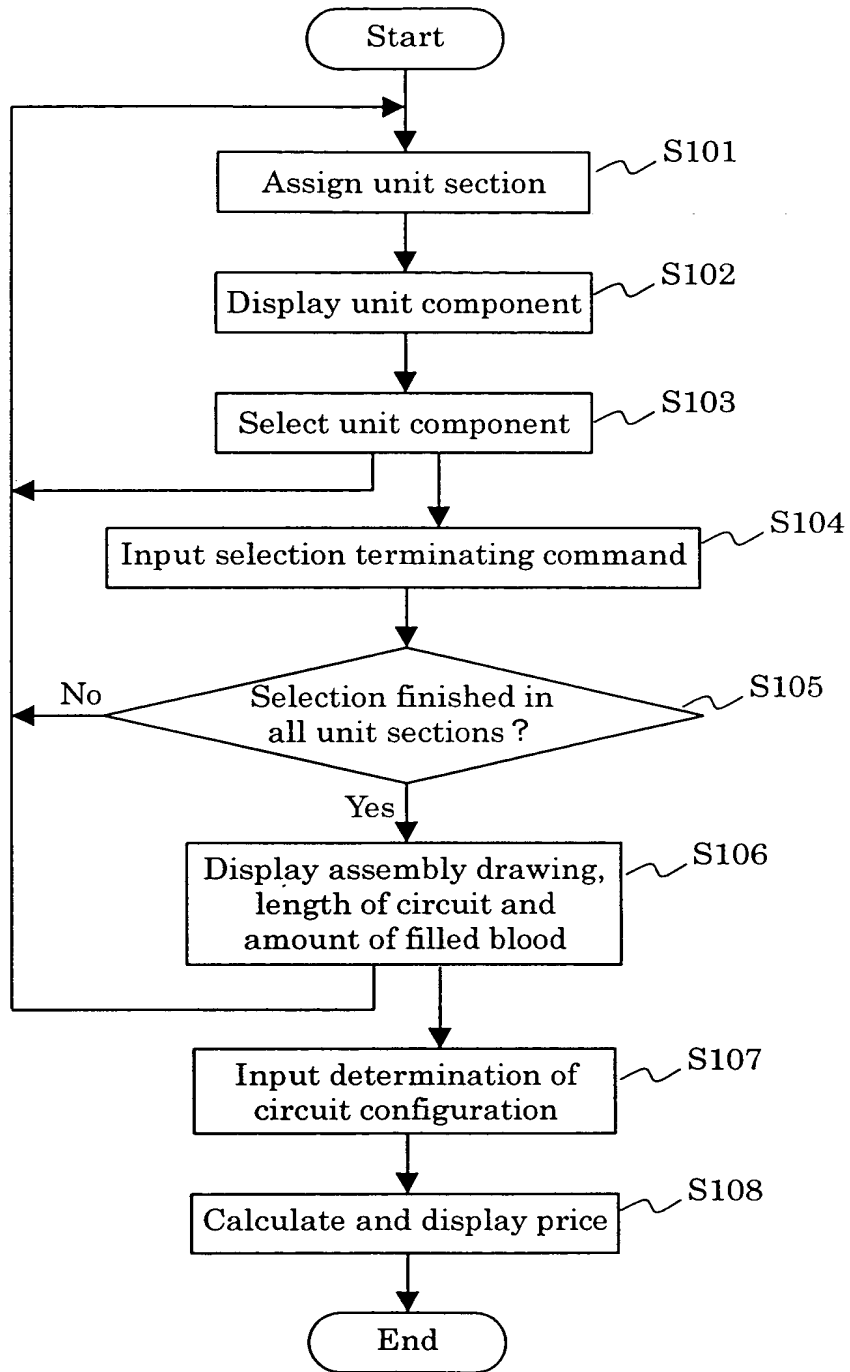 Start
S101
Assign unit section
S102
Display unit component
S103
Select unit component
S104
Input selection terminating command
S105
No
Selection finished in
all unit sections ?
Yes
S106
Display assembly drawing,
length of circuit and
amount of filled blood
S107
Input determination of
circuit configuration
S108
Calculate and display price
End